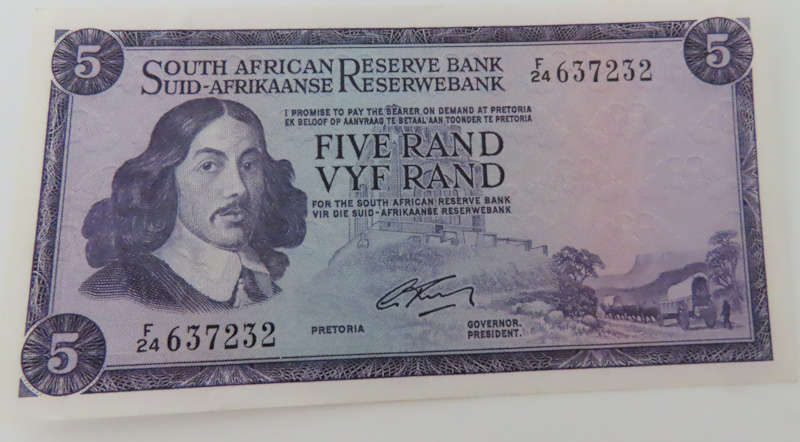 5
5
SOUTH AFRICAN RESERVE BANK
SUID-AFRIKAANSE RESERWEBANK
F/24 637232
I PROMISE TO PAY THE BEARER ON DEMAND AT PRETORIA
EK BELOOF OP AANVRAAG TE BETAAL AAN TOONDER TE PRETORIA
FIVE RAND
VYF RAND
FOR THE SOUTH AFRICAN RESERVE BANK
VIR DIE SUID-AFRIKAANSE RESERWEBANK
F/24 637232
PRETORIA
GOVERNOR.
PRESIDENT.
5